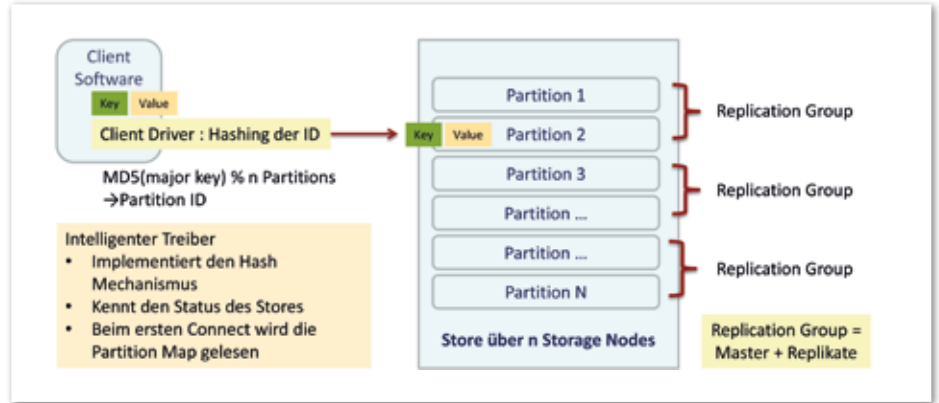 Client
Software
Key Value
Client Driver : Hashing der ID
MD5(major key) % n Partitions
→Partition ID
Intelligenter Treiber
• Implementiert den Hash
Mechanismus
• Kennt den Status des Stores
• Beim ersten Connect wird die
Partition Map gelesen
Partition 1
Key Value
Partition 2
Partition 3
Partition ...
Partition ...
Partition N
Store über n Storage Nodes
Replication Group
Replication Group
Replication Group
Replication Group =
Master + Replikate